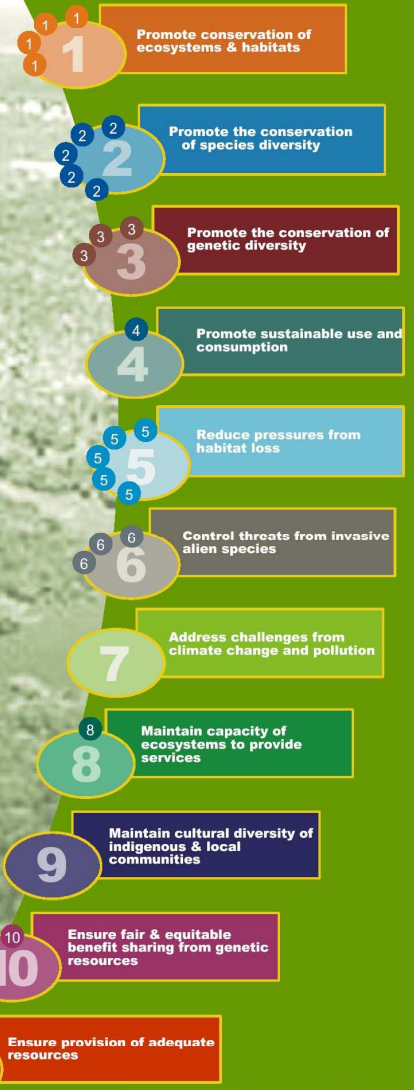 1
1
1
1
1
Promote conservation of
ecosystems & habitats
2
2
2
2
2
2
Promote the conservation
of species diversity
3
3
3
3
Promote the conservation of
genetic diversity
4
4
Promote sustainable use and
consumption
5
5
5
5
5
5
Reduce pressures from
habitat loss
6
6
6
6
Control threats from invasive
alien species
7
Address challenges from
climate change and pollution
8
8
Maintain capacity of
ecosystems to provide
services
9
Maintain cultural diversity of
indigenous & local
communities
10
10
Ensure fair & equitable
benefit sharing from genetic
resources
Ensure provision of adequate
resources